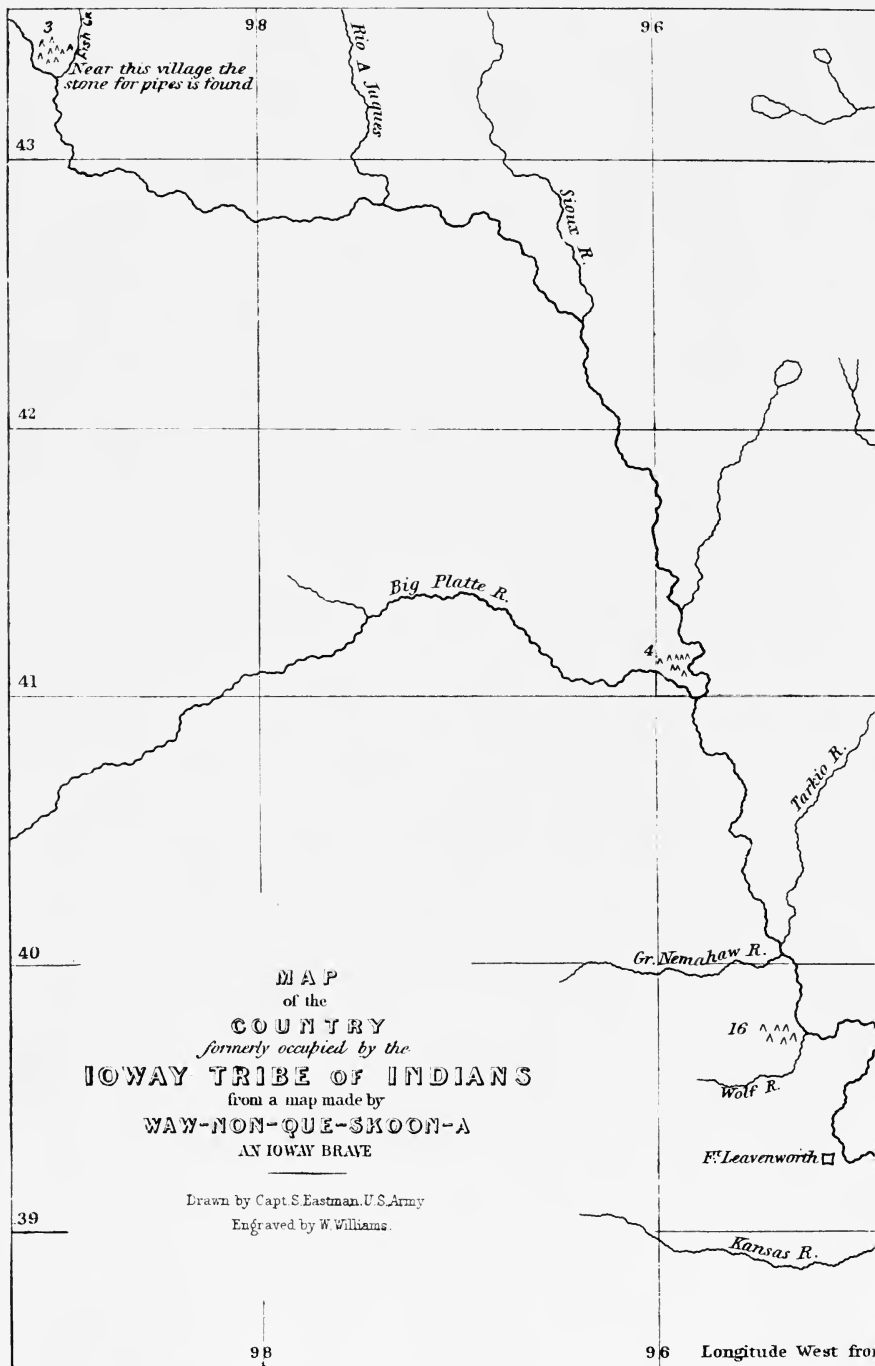 98
96
3
Fish Cr.
Near this village the
stone for pipes is found
Rio A Jaques
43
Sioux R.
42
Big Platte R.
4
41
Tarkio R.
40
Gr. Nemahaw R.
MAP
of the
COUNTRY
formerly occupied by the
IOWAY TRIBE OF INDIANS
from a map made by
WAW-NON-QUE-SKOON-A
AN IOWAY BRAVE
16
Wolf R.
Ft. Leavenworth
Drawn by Capt. S. Eastman. U.S. Army
Engraved by W. Williams.
39
Kansas R.
98
96
Longitude West from